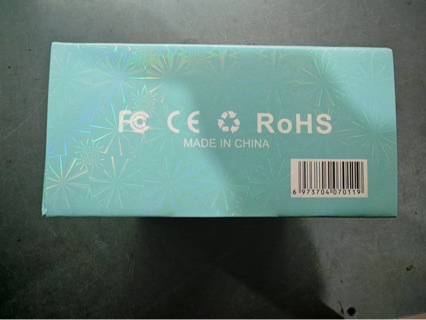 FC CE RoHS
MADE IN CHINA
6 973704 070119